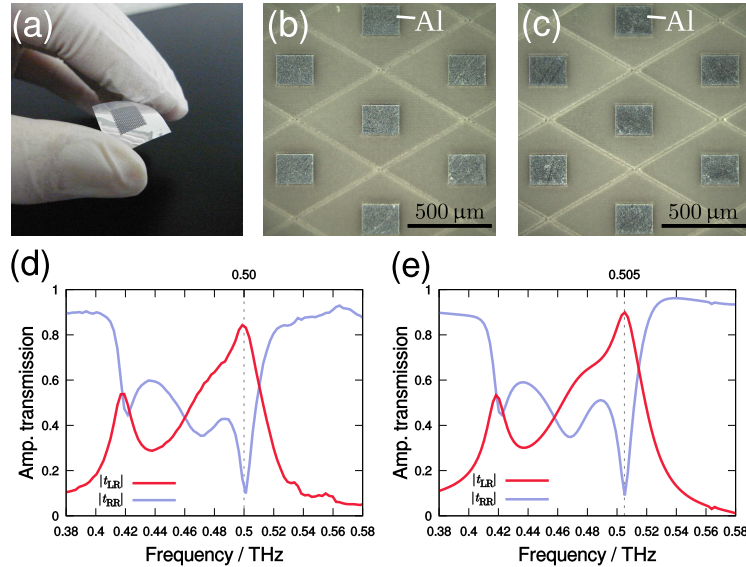 (a)
(b)
Al
500 μm
(c)
Al
500 μm
(d)
0.50
Amp. transmission
1
0.8
0.6
0.4
0.2
0
|tLR|
|tRR|
0.38 0.4 0.42 0.44 0.46 0.48 0.5 0.52 0.54 0.56 0.58
Frequency / THz
(e)
0.505
Amp. transmission
1
0.8
0.6
0.4
0.2
0
|tLR|
|tRR|
0.38 0.4 0.42 0.44 0.46 0.48 0.5 0.52 0.54 0.56 0.58
Frequency / THz